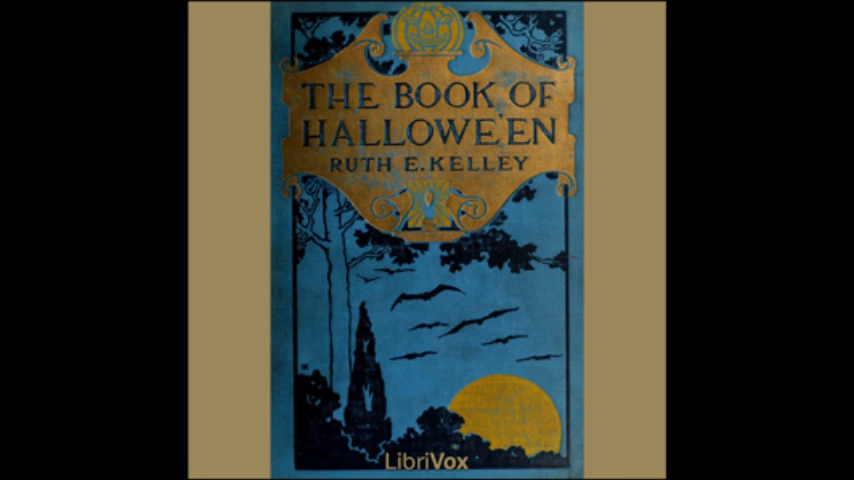 THE BOOK OF
HALLOWE'EN
RUTH E. KELLEY
LibriVox